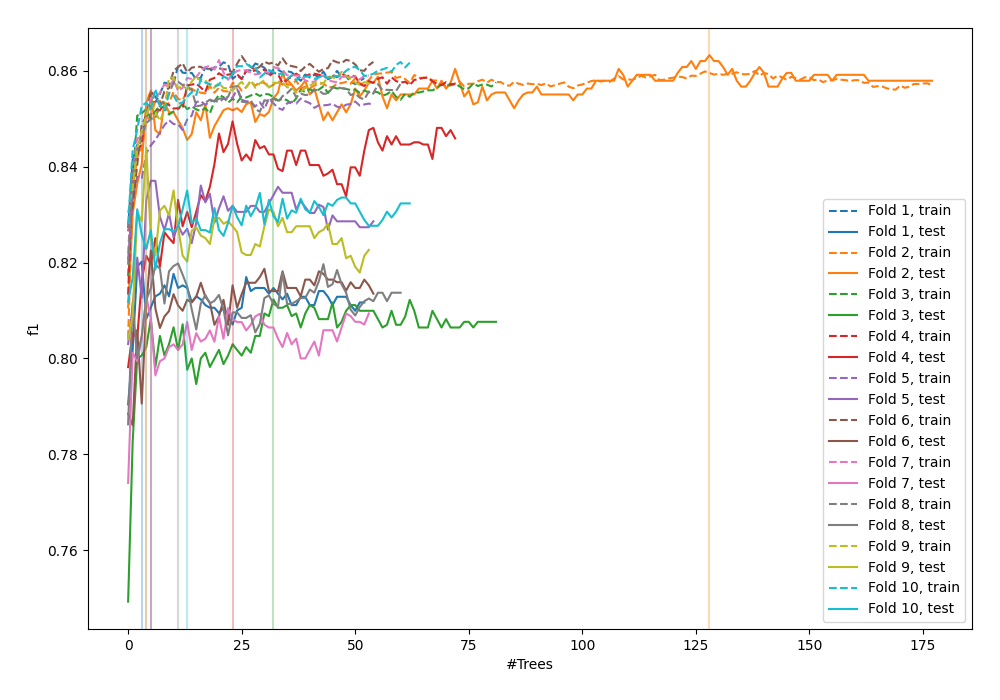 0.86
0.84
0.82
0.80
0.78
0.76
f1
0
25
50
75
100
125
150
175
#Trees
Fold 1, train
Fold 1, test
Fold 2, train
Fold 2, test
Fold 3, train
Fold 3, test
Fold 4, train
Fold 4, test
Fold 5, train
Fold 5, test
Fold 6, train
Fold 6, test
Fold 7, train
Fold 7, test
Fold 8, train
Fold 8, test
Fold 9, train
Fold 9, test
Fold 10, train
Fold 10, test